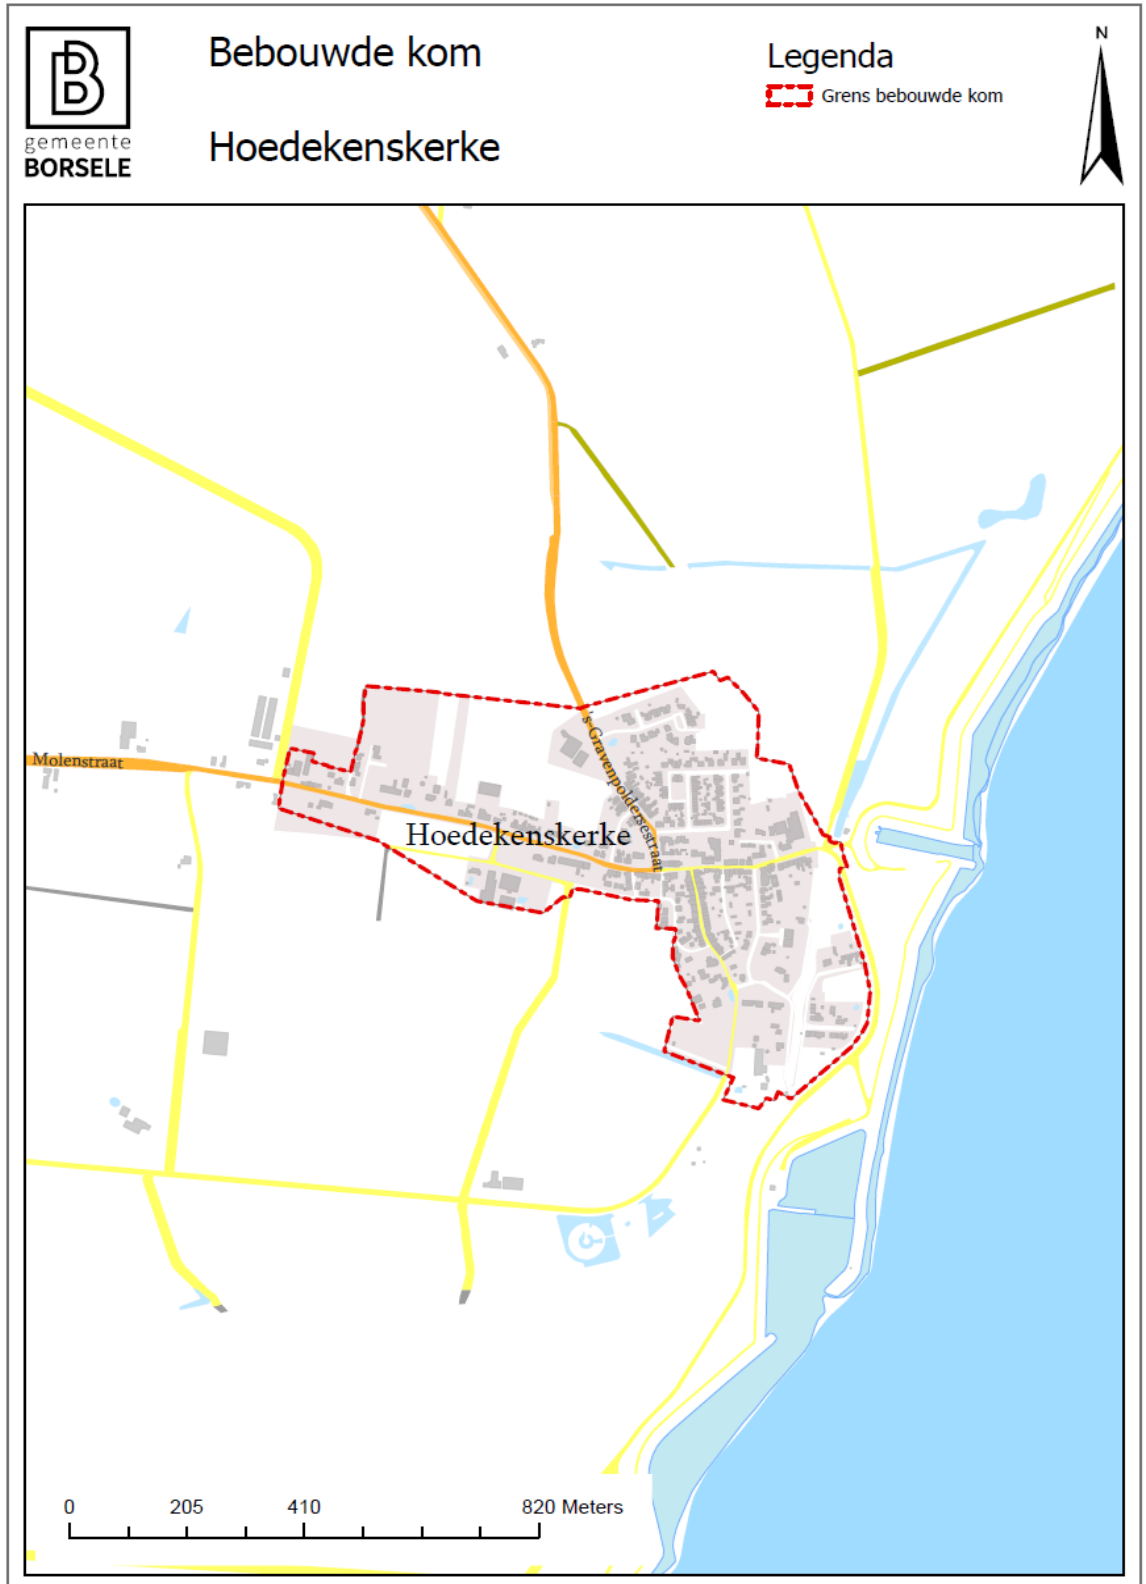 gemeente
BORSELE
Bebouwde kom
Hoedekenskerke
Legenda
Grens bebouwde kom
N
's-Gravenpoldersestraat
Molenstraat
Hoedekenskerke
0 205 410 820 Meters